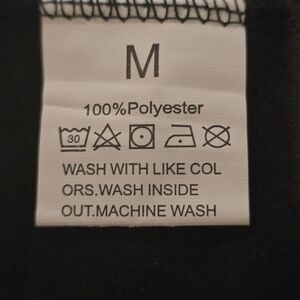 M
100%Polyester
30
WASH WITH LIKE COL
ORS.WASH INSIDE
OUT.MACHINE WASH